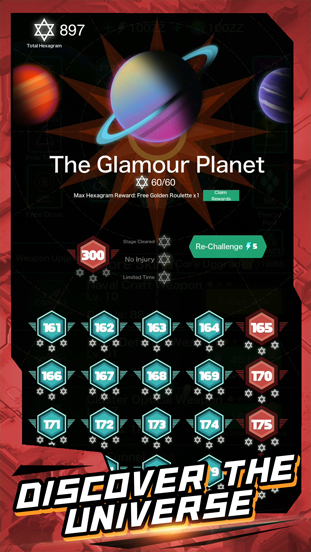 897
Total Hexagram
The Glamour Planet
60/60
Max Hexagram Reward: Free Golden Roulette x1
Claim Rewards
300
Stage Cleared
No Injury
Limited Time
Re-Challenge 5
161 162 163 164 165
166 167 168 169 170
171 172 173 174 175
DISCOVER THE
UNIVERSE